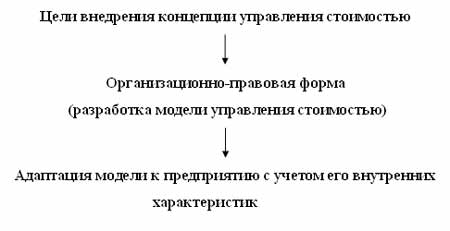 Цели внедрения концепции управления стоимостью
Организационно-правовая форма
(разработка модели управления стоимостью)
Адаптация модели к предприятию с учетом его внутренних
характеристик